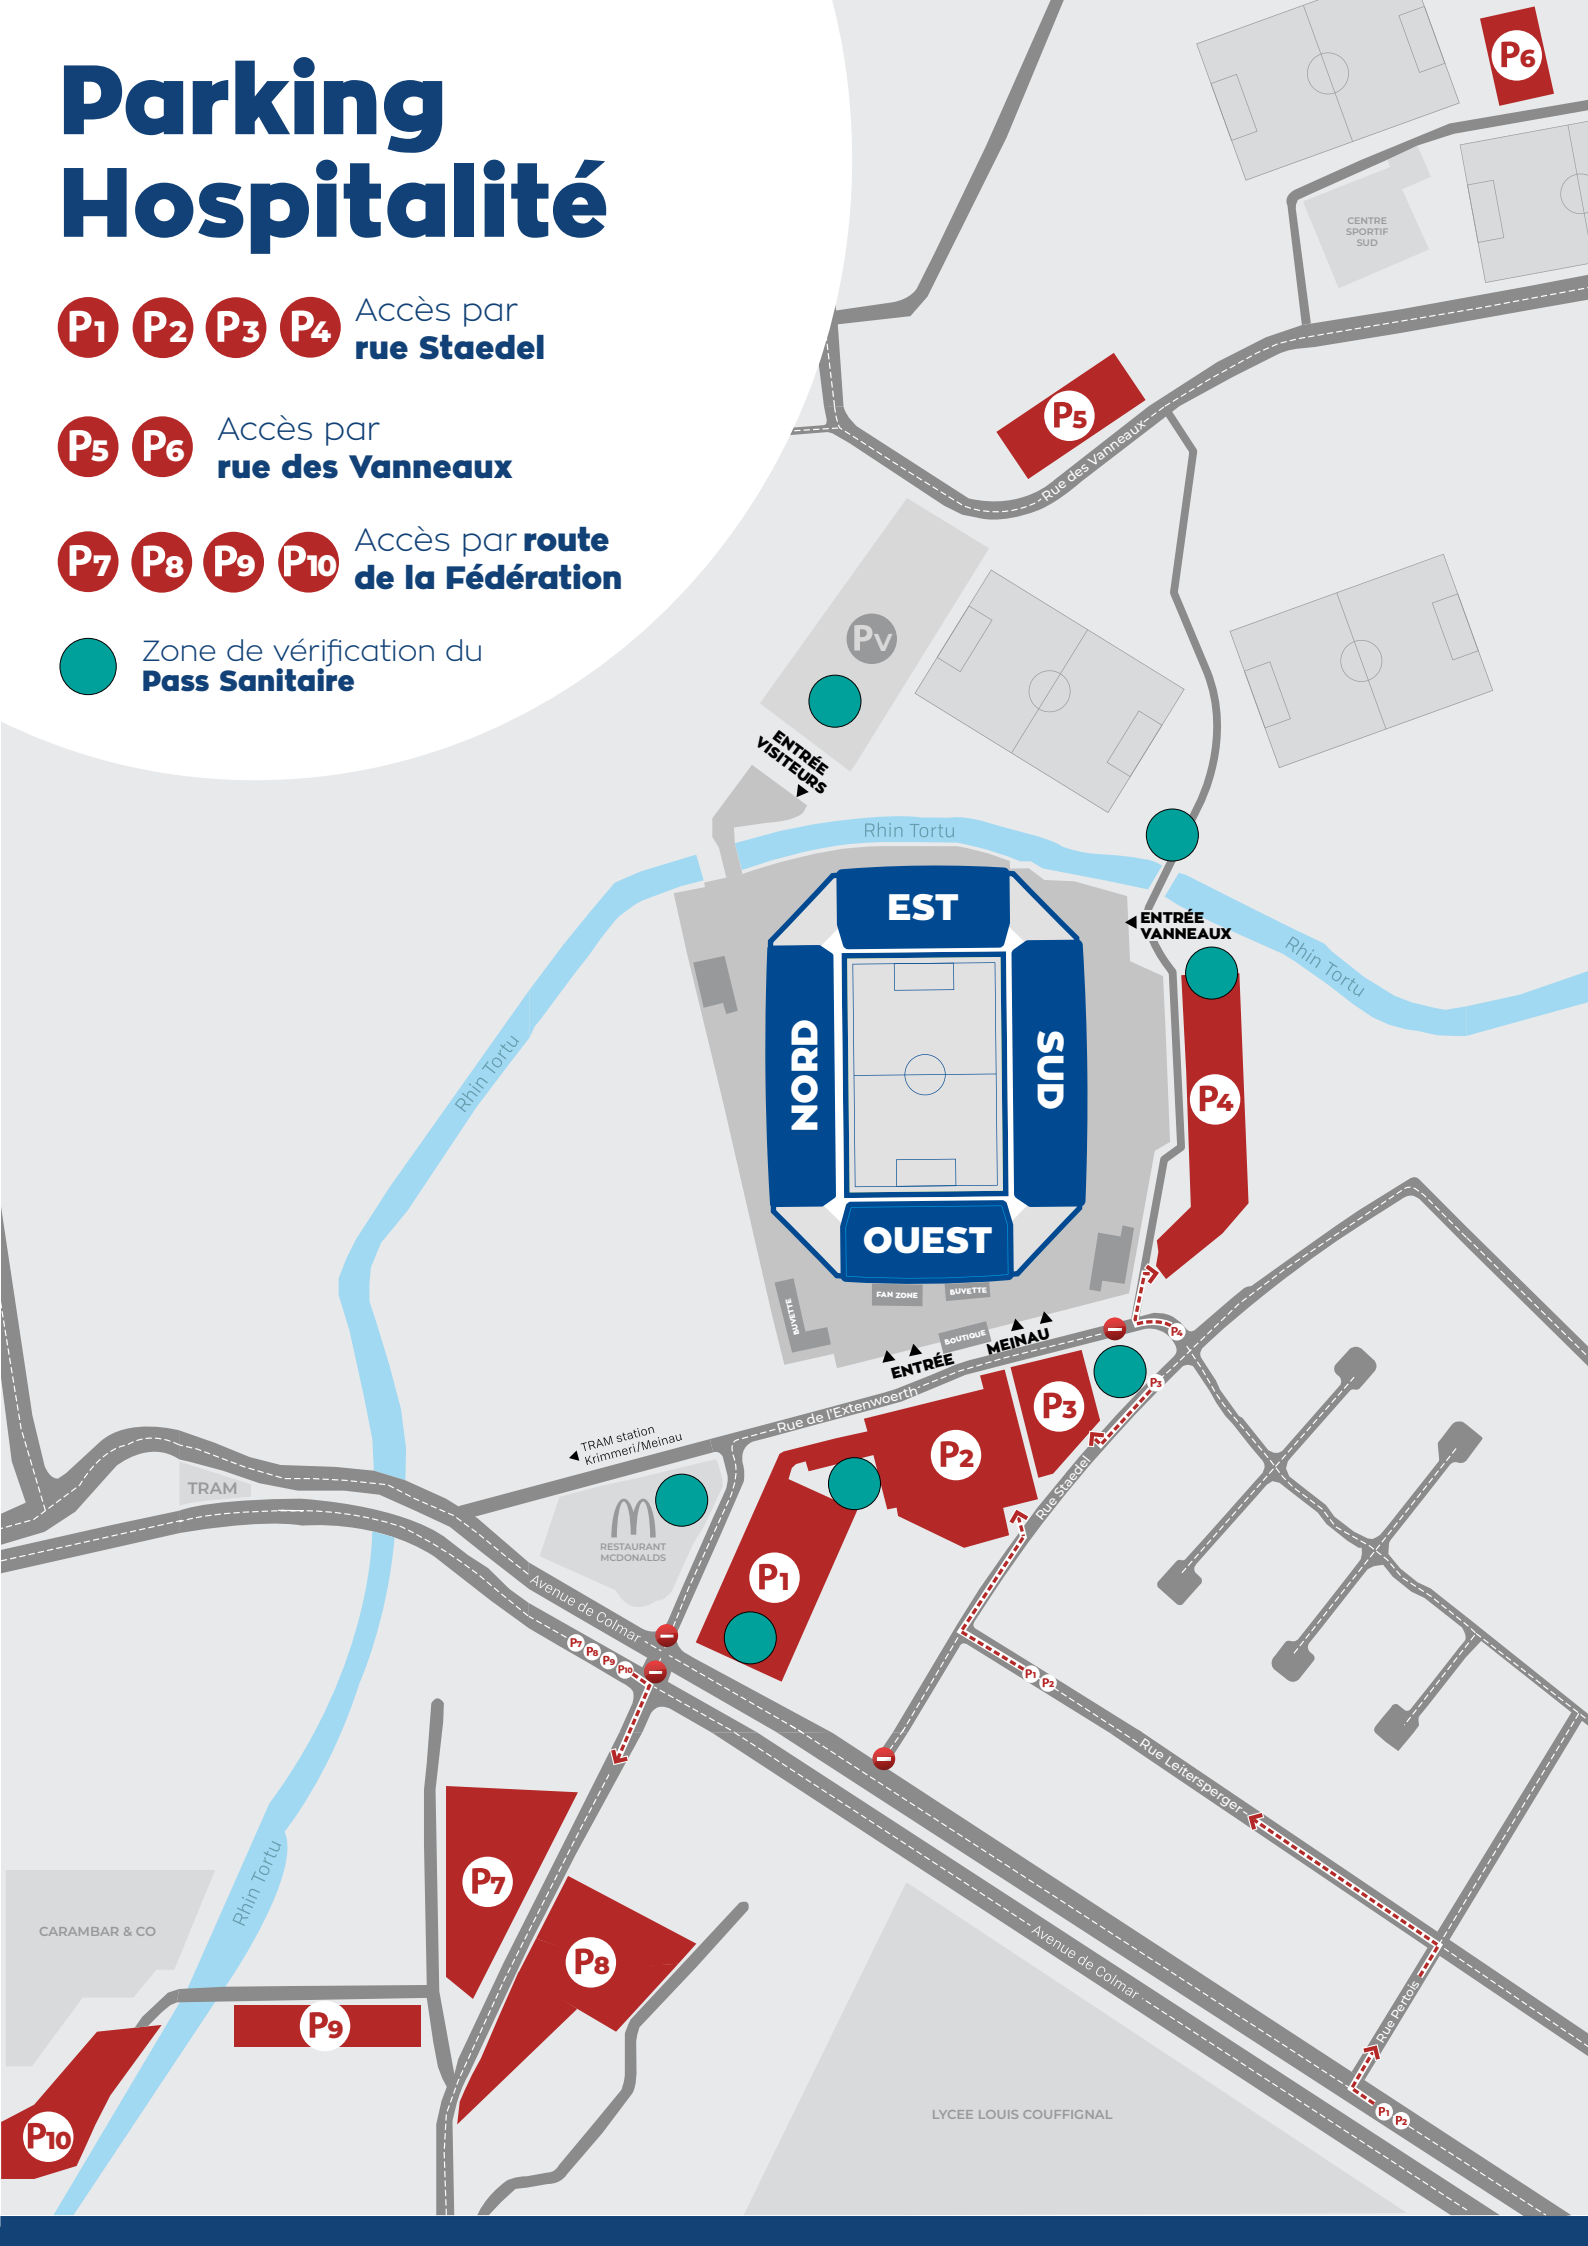 Parking
Hospitalité
P1 P2 P3 P4 Accès par
rue Staedel
P5 P6 Accès par
rue des Vanneaux
P7 P8 P9 P10 Accès par route
de la Fédération
Zone de vérification du
Pass Sanitaire
P6
CENTRE
SPORTIF
SUD
P5
Rue des Vanneaux
PV
ENTRÉE
VISITEURS
Rhin Tortu
EST
ENTRÉE
VANNEAUX
Rhin Tortu
NORD
SUD
Rhin Tortu
P4
OUEST
FAN ZONE
BUVETTE
BUVETTE
BOUTIQUE
ENTRÉE
MEINAU
P4
P3
P3
Rue de l'Extenwoerth
TRAM station
Krimmeri/Meinau
P2
TRAM
RESTAURANT
MCDONALDS
Rue Staedel
P1
Avenue de Colmar
P7 P8 P9 P10
P1 P2
Rue Leitersperger
P7
Rhin Tortu
CARAMBAR & CO
P8
Avenue de Colmar
P9
Rue Pertois
P10
LYCEE LOUIS COUFFIGNAL
P1 P2